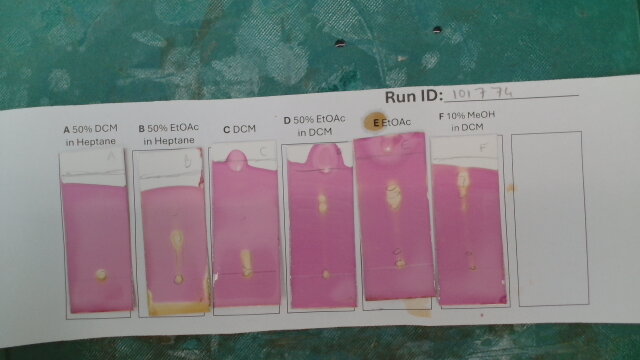 Run ID: 101774
A 50% DCM
in Heptane
B 50% EtOAc
in Heptane
C DCM
D 50% EtOAc
in DCM
E EtOAc
F 10% MeOH
in DCM
A
B
C
E
F